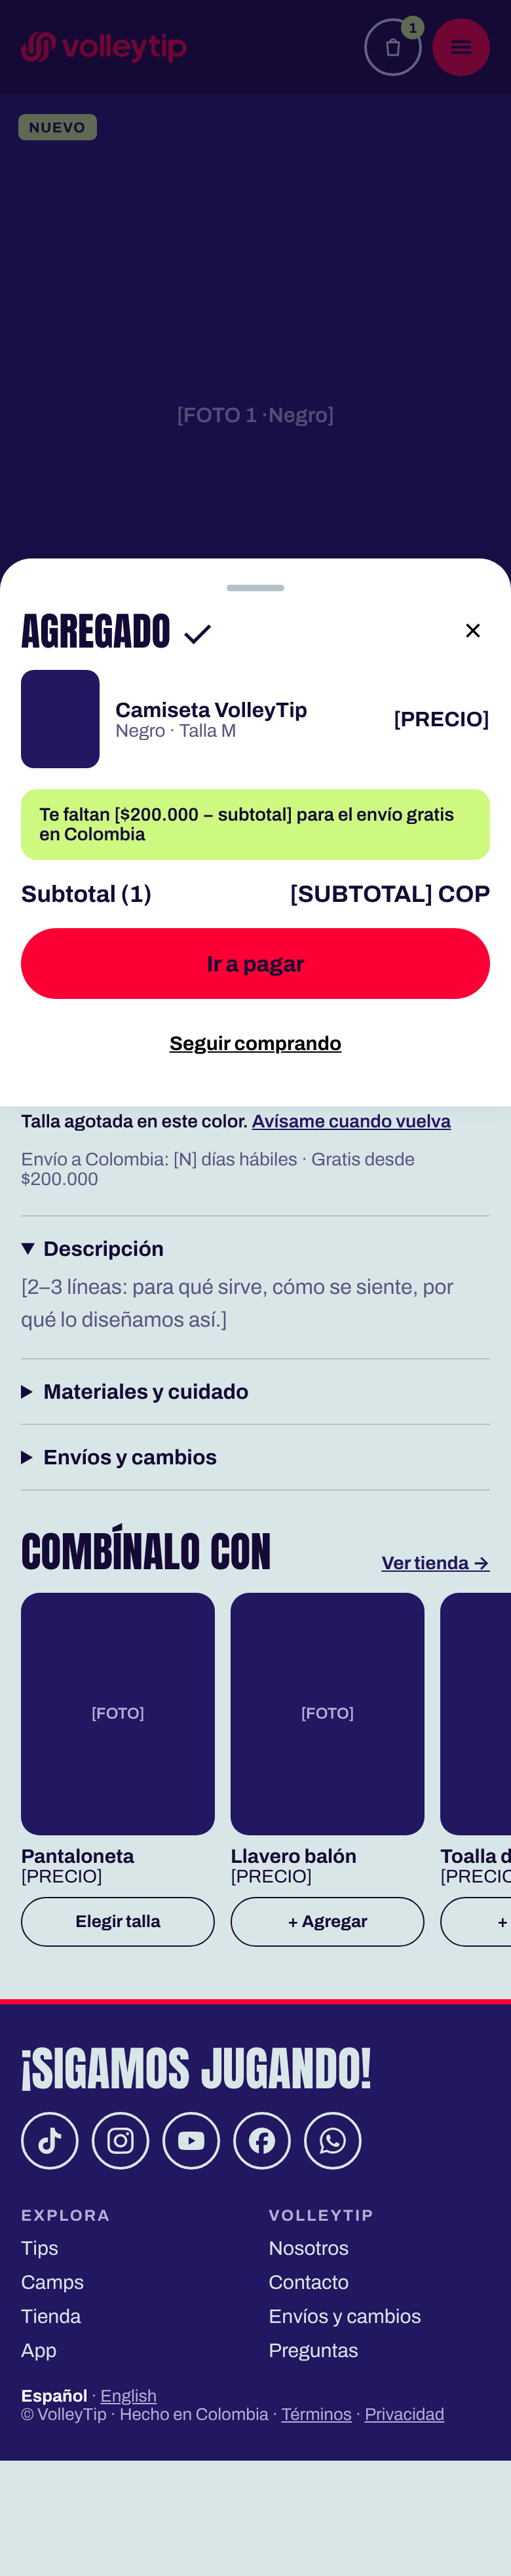 volleytip
1
NUEVO
[FOTO 1 ·Negro]
AGREGADO ✓
×
Camiseta VolleyTip
Negro · Talla M
[PRECIO]
Te faltan [$200.000 – subtotal] para el envío gratis
en Colombia
Subtotal (1)
[SUBTOTAL] COP
Ir a pagar
Seguir comprando
Talla agotada en este color. Avísame cuando vuelva
Envío a Colombia: [N] días hábiles · Gratis desde
$200.000
▼ Descripción
[2–3 líneas: para qué sirve, cómo se siente, por
qué lo diseñamos así.]
▶ Materiales y cuidado
▶ Envíos y cambios
COMBÍNALO CON
Ver tienda →
[FOTO]
[FOTO]
Pantaloneta
[PRECIO]
Elegir talla
Llavero balón
[PRECIO]
+ Agregar
Toalla d
[PRECIO
+
¡SIGAMOS JUGANDO!
EXPLORA
Tips
Camps
Tienda
App
VOLLEYTIP
Nosotros
Contacto
Envíos y cambios
Preguntas
Español · English
© VolleyTip · Hecho en Colombia · Términos · Privacidad